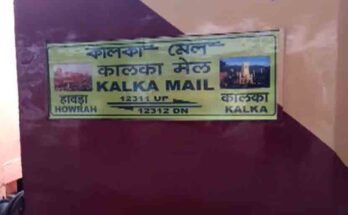 কালকা মেল
कालका मेल
KALKA MAIL
हावड़ा 12311 UP कालका
HOWRAH 12312 DN KALKA